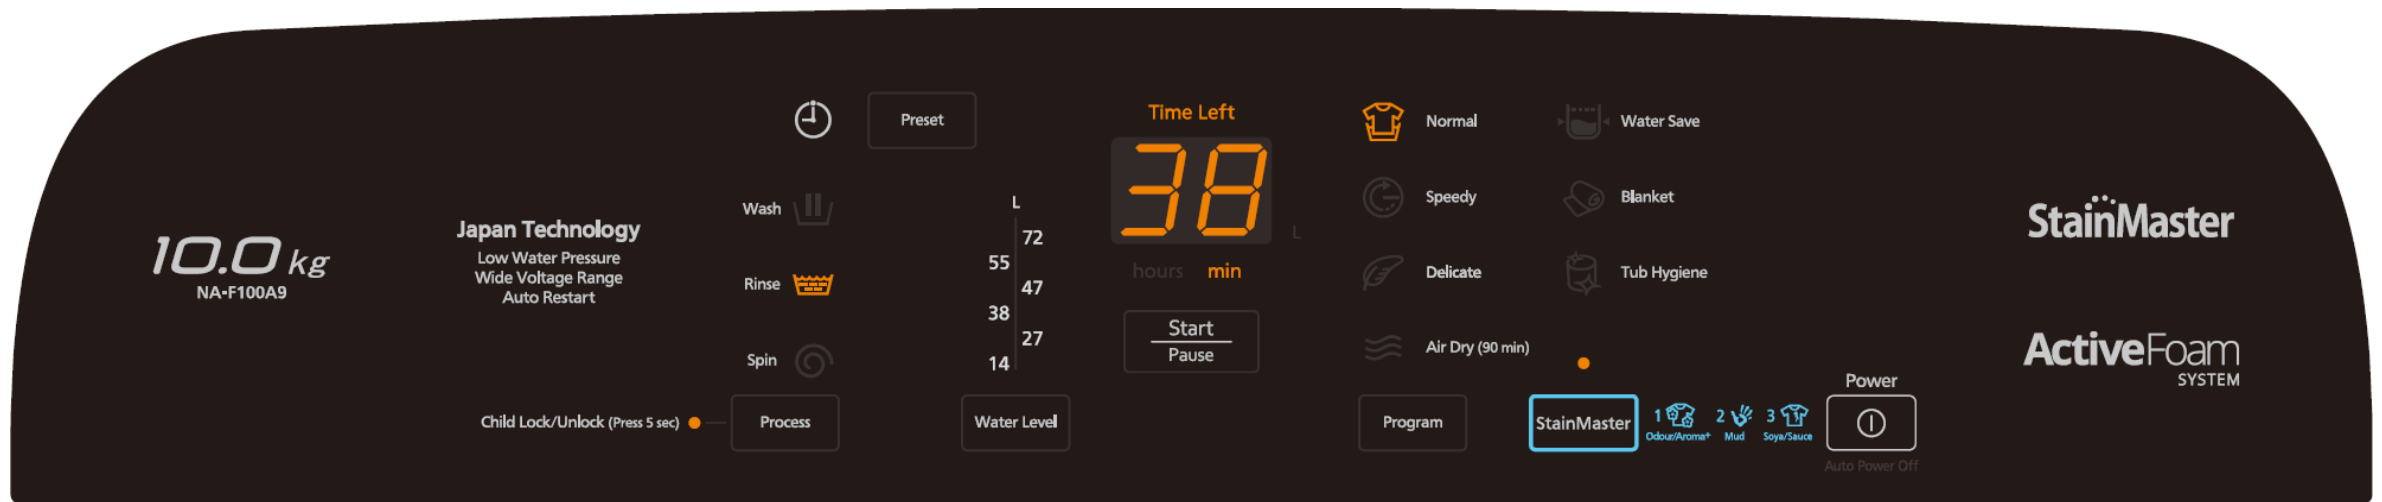 10.0 kg
NA-F100A9
Japan Technology
Low Water Pressure
Wide Voltage Range
Auto Restart
Preset
Wash
Rinse
Spin
Child Lock/Unlock (Press 5 sec)
Process
L
72
55
47
38
27
14
Water Level
Time Left
38
L
hours min
Start
Pause
Normal
Speedy
Delicate
Air Dry (90 min)
Water Save
Blanket
Tub Hygiene
Program
StainMaster
1 2 3
Odour/Aroma+ Mud Soya/Sauce
Power
Auto Power Off
StainMaster
ActiveFoam
SYSTEM